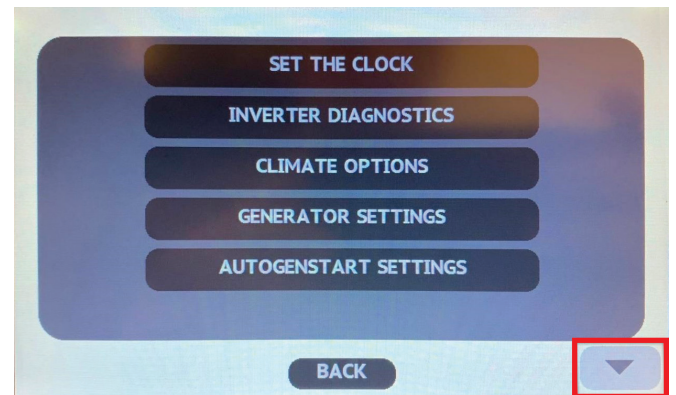 SET THE CLOCK
INVERTER DIAGNOSTICS
CLIMATE OPTIONS
GENERATOR SETTINGS
AUTOGENSTART SETTINGS
BACK